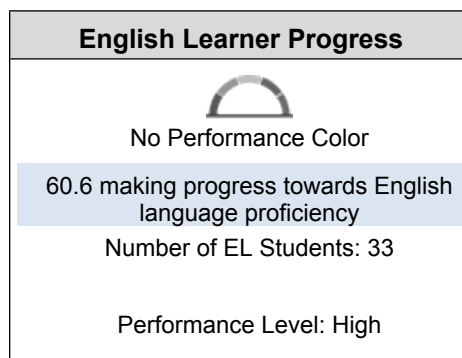 English Learner Progress
No Performance Color
60.6 making progress towards English
language proficiency
Number of EL Students: 33
Performance Level: High